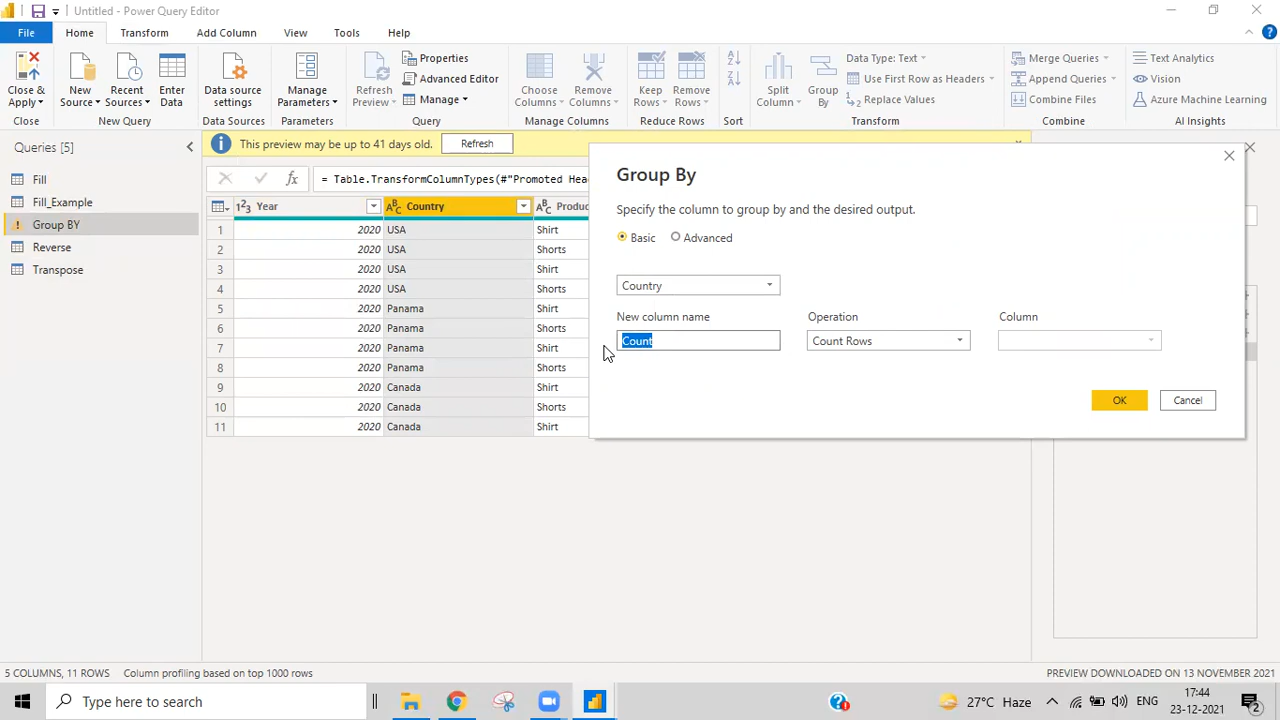 Untitled - Power Query Editor
File Home Transform Add Column View Tools Help
Close & Apply New Source Recent Sources Enter Data Data source settings Manage Parameters Refresh Preview Properties Advanced Editor Manage Choose Columns Remove Columns Keep Rows Remove Rows Split Column Group By Data Type: Text Use First Row as Headers Replace Values Merge Queries Append Queries Combine Files Text Analytics Vision Azure Machine Learning
Close New Query Data Sources Parameters Query Manage Columns Reduce Rows Sort Transform Combine AI Insights
Queries [5]
Fill
Fill_Example
Group BY
Reverse
Transpose
This preview may be up to 41 days old. Refresh
= Table.TransformColumnTypes(#"Promoted Hea
Year Country Produc
1 2020 USA Shirt
2 2020 USA Shorts
3 2020 USA Shirt
4 2020 USA Shorts
5 2020 Panama Shirt
6 2020 Panama Shorts
7 2020 Panama Shirt
8 2020 Panama Shorts
9 2020 Canada Shirt
10 2020 Canada Shorts
11 2020 Canada Shirt
Group By
Specify the column to group by and the desired output.
Basic Advanced
Country
New column name Operation Column
Count Count Rows
OK Cancel
5 COLUMNS, 11 ROWS Column profiling based on top 1000 rows PREVIEW DOWNLOADED ON 13 NOVEMBER 2021
Type here to search 27°C Haze ENG 17:44
23-12-2021 2